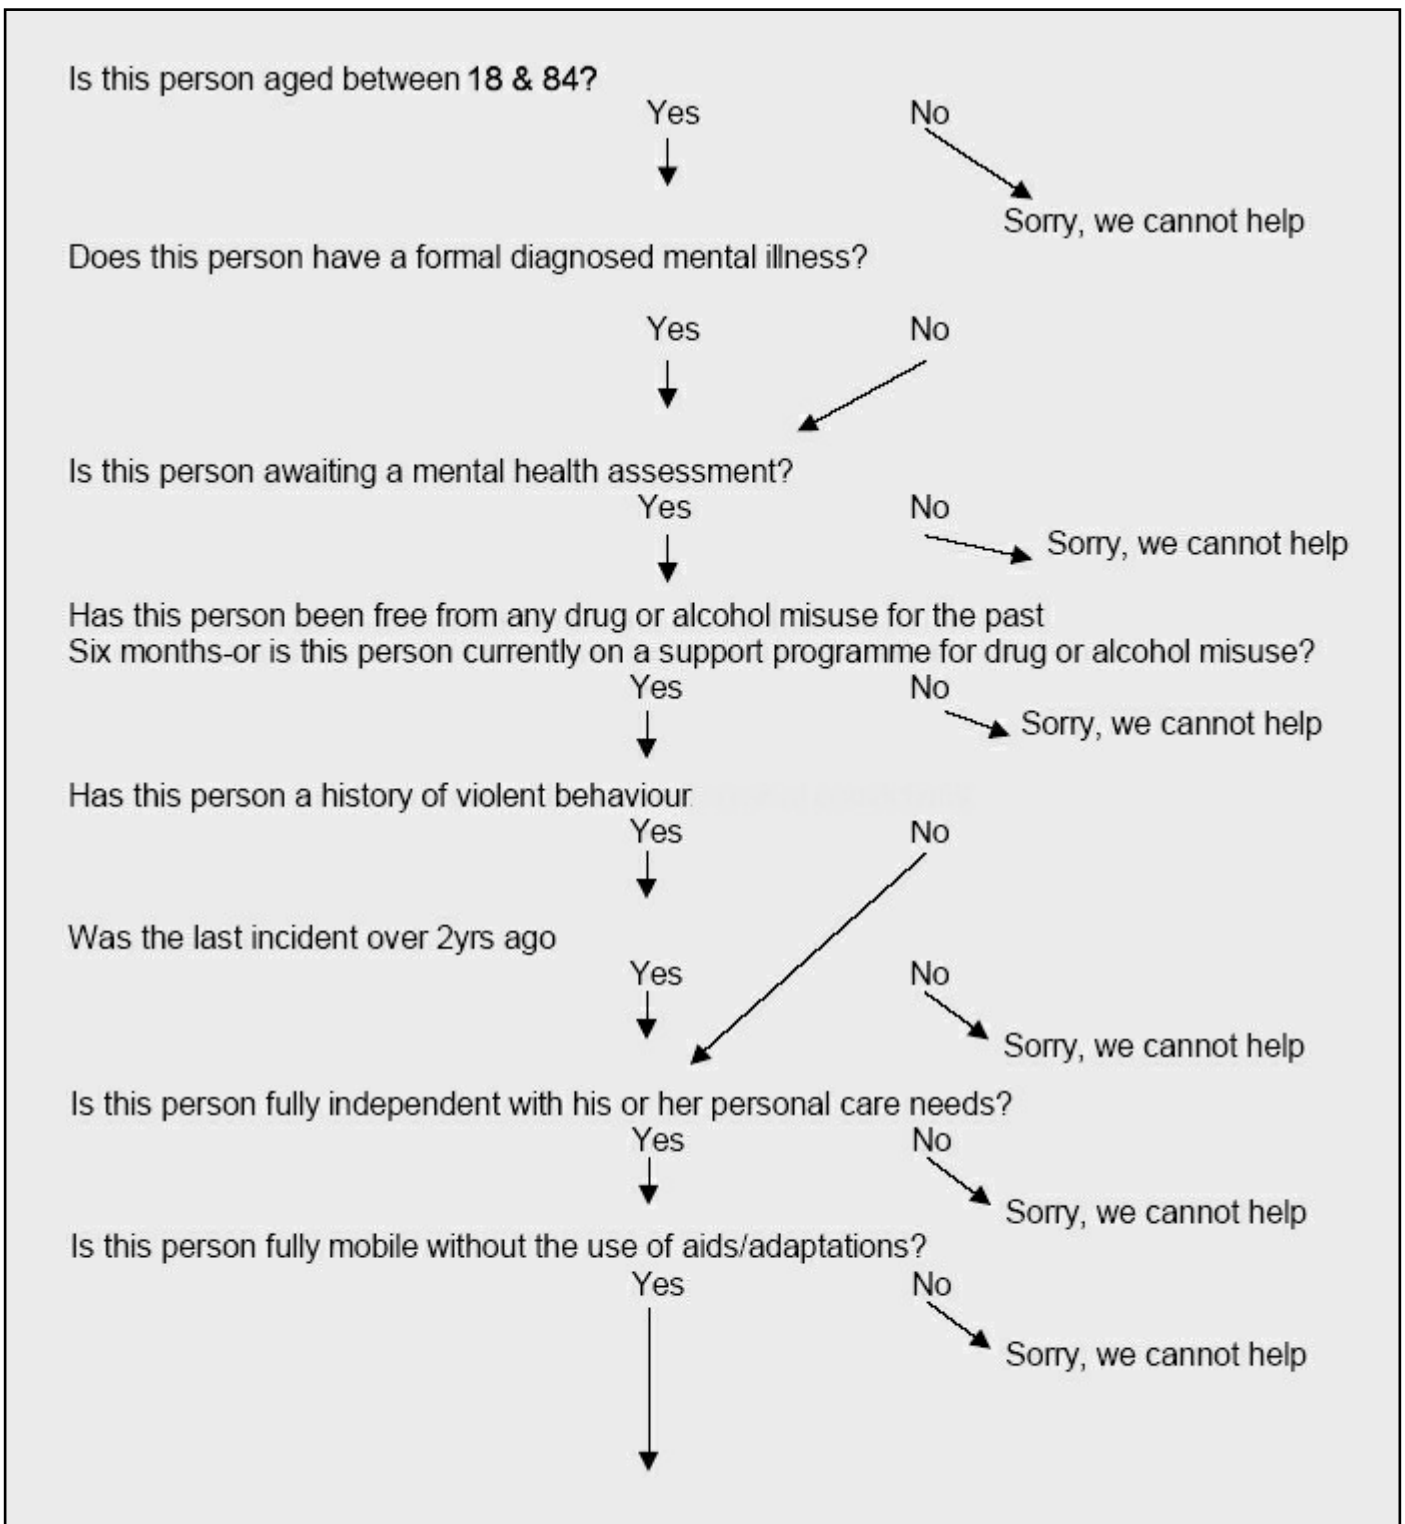 Is this person aged between 18 & 84?
Yes No
Sorry, we cannot help
Does this person have a formal diagnosed mental illness?
Yes No
Is this person awaiting a mental health assessment?
Yes No
Sorry, we cannot help
Has this person been free from any drug or alcohol misuse for the past
Six months-or is this person currently on a support programme for drug or alcohol misuse?
Yes No
Sorry, we cannot help
Has this person a history of violent behaviour
Yes No
Was the last incident over 2yrs ago
Yes No
Sorry, we cannot help
Is this person fully independent with his or her personal care needs?
Yes No
Sorry, we cannot help
Is this person fully mobile without the use of aids/adaptations?
Yes No
Sorry, we cannot help